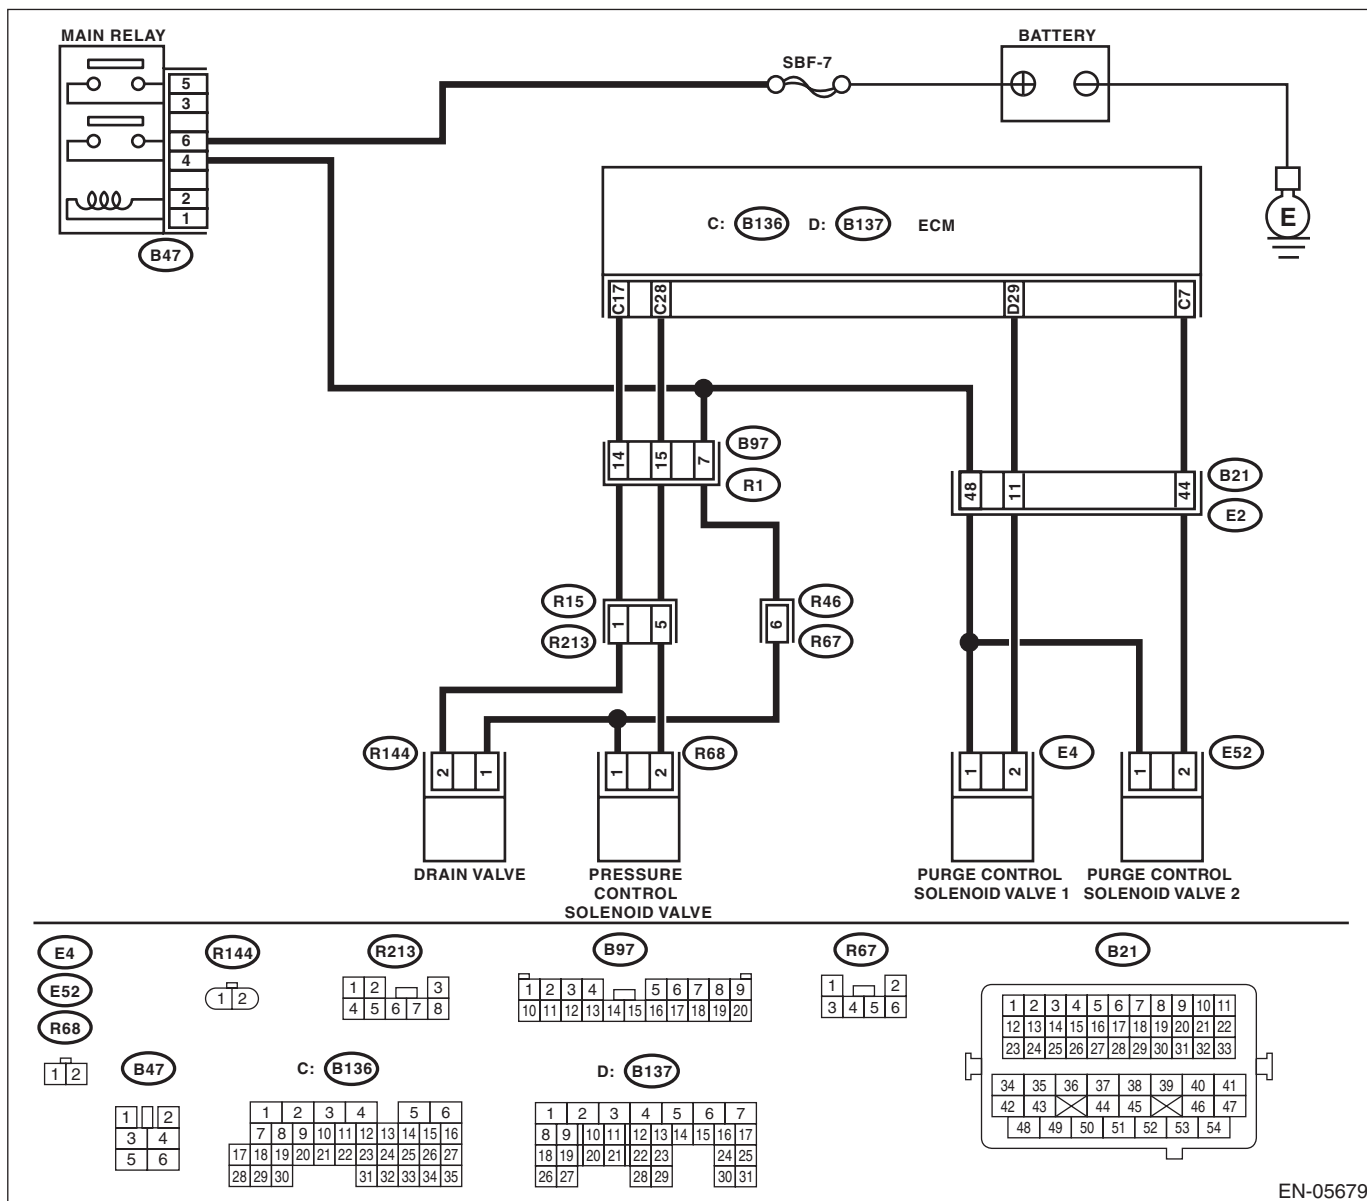 MAIN RELAY
BATTERY
SBF-7
5
3
6
4
2
1
B47
E
C: B136 D: B137 ECM
C17 C28 D29 C7
14 15 7
B97
R1
48 11 44
B21
E2
R15
R213
1 5
6
R46
R67
R144
2 1
1 2
R68
1 2
E4
1 2
E52
DRAIN VALVE
PRESSURE
CONTROL
SOLENOID VALVE
PURGE CONTROL
SOLENOID VALVE 1
PURGE CONTROL
SOLENOID VALVE 2
E4
E52
R68
1 2
R144
1 2
R213
1 2 3
4 5 6 7 8
B97
1 2 3 4 5 6 7 8 9
10 11 12 13 14 15 16 17 18 19 20
R67
1 2
3 4 5 6
B21
1 2 3 4 5 6 7 8 9 10 11
12 13 14 15 16 17 18 19 20 21 22
23 24 25 26 27 28 29 30 31 32 33
34 35 36 37 38 39 40 41
42 43 44 45 46 47
48 49 50 51 52 53 54
B47
1 2
3 4
5 6
C: B136
1 2 3 4 5 6
7 8 9 10 11 12 13 14 15 16
17 18 19 20 21 22 23 24 25 26 27
28 29 30 31 32 33 34 35
D: B137
1 2 3 4 5 6 7
8 9 10 11 12 13 14 15 16 17
18 19 20 21 22 23 24 25
26 27 28 29 30 31
EN-05679